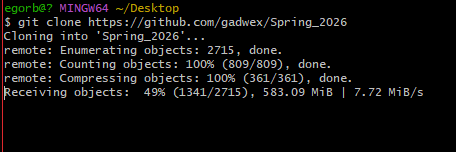 egorb@? MINGW64 ~/Desktop
$ git clone https://github.com/gadwex/Spring_2026
Cloning into 'Spring_2026'...
remote: Enumerating objects: 2715, done.
remote: Counting objects: 100% (809/809), done.
remote: Compressing objects: 100% (361/361), done.
Receiving objects:  49% (1341/2715), 583.09 MiB | 7.72 MiB/s